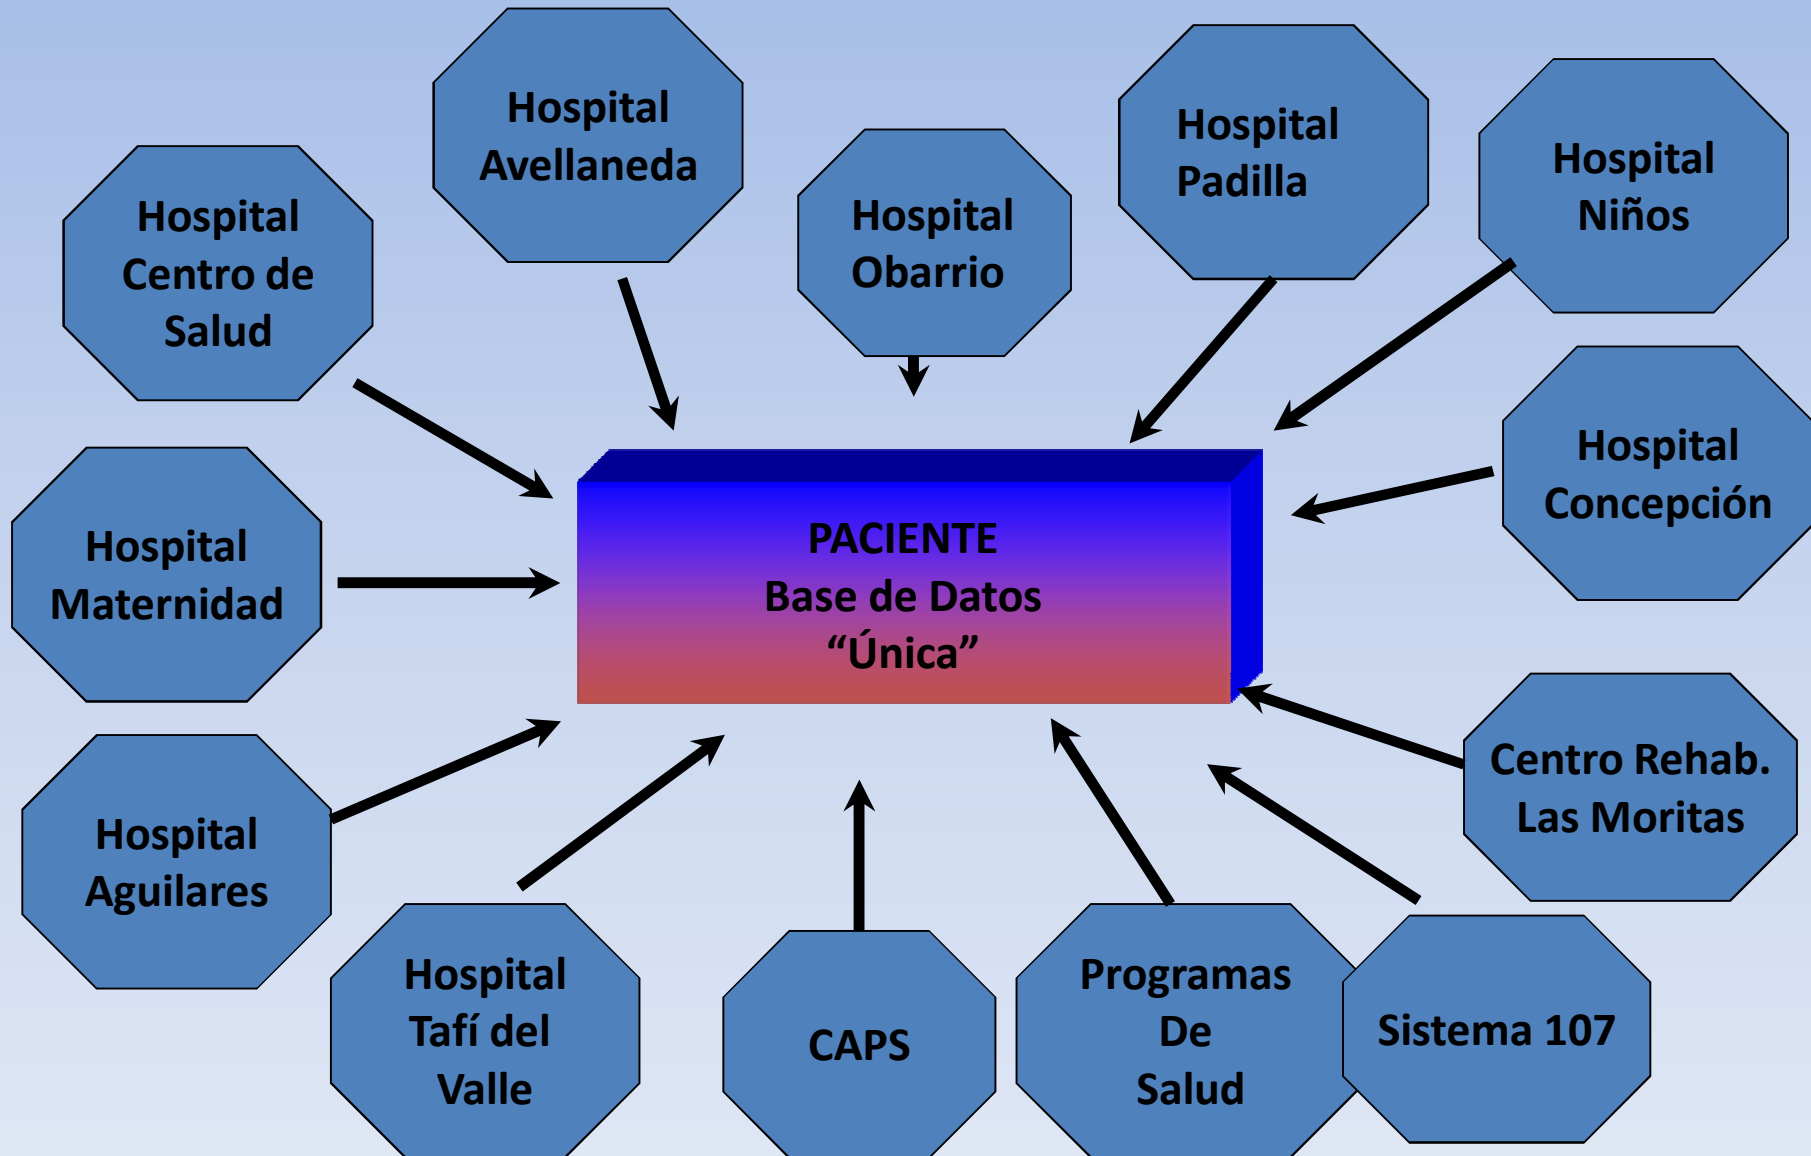 Hospital
Avellaneda
Hospital
Padilla
Hospital
Niños
Hospital
Obarrio
Hospital
Centro de
Salud
Hospital
Concepción
Hospital
Maternidad
PACIENTE
Base de Datos
“Única”
Centro Rehab.
Las Moritas
Hospital
Aguilares
Hospital
Tafí del
Valle
CAPS
Programas
De
Salud
Sistema 107